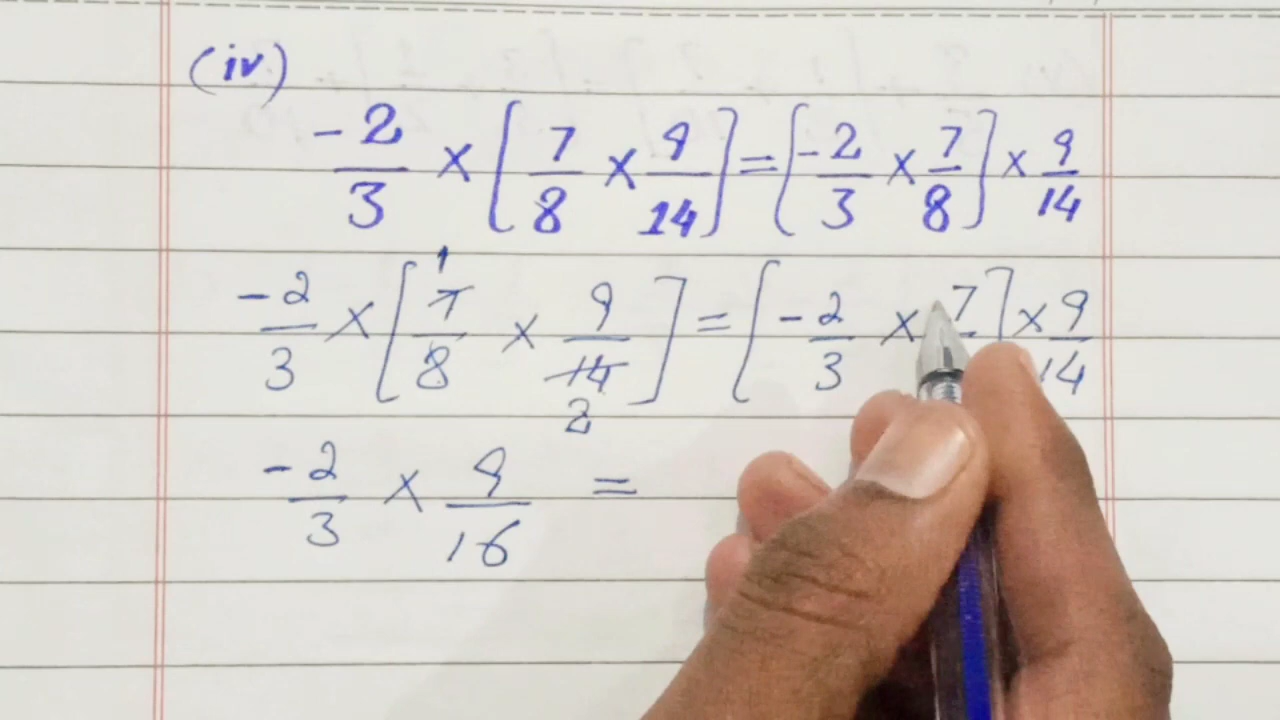 (iv)
-2/3 × [7/8 × 9/14] = [-2/3 × 7/8] × 9/14
-2/3 × [7/8 × 9/14] = [-2/3 × 7] × 9/14
1
2
-2/3 × 9/16 =